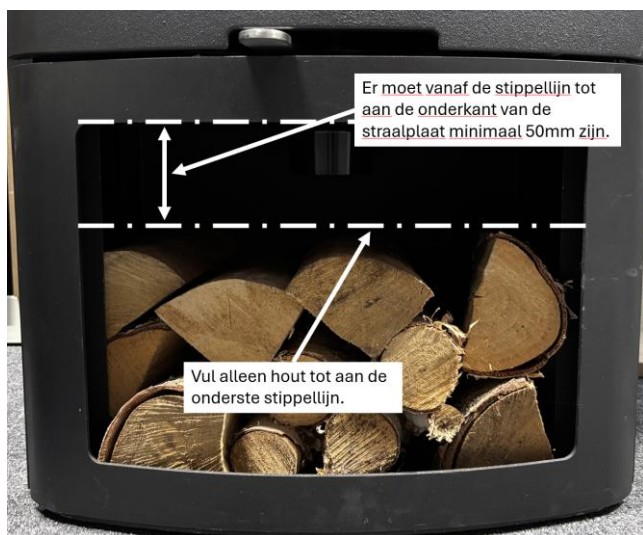 Er moet vanaf de stippellijn tot
aan de onderkant van de
straalplaat minimaal 50mm zijn.
Vul alleen hout tot aan de
onderste stippellijn.